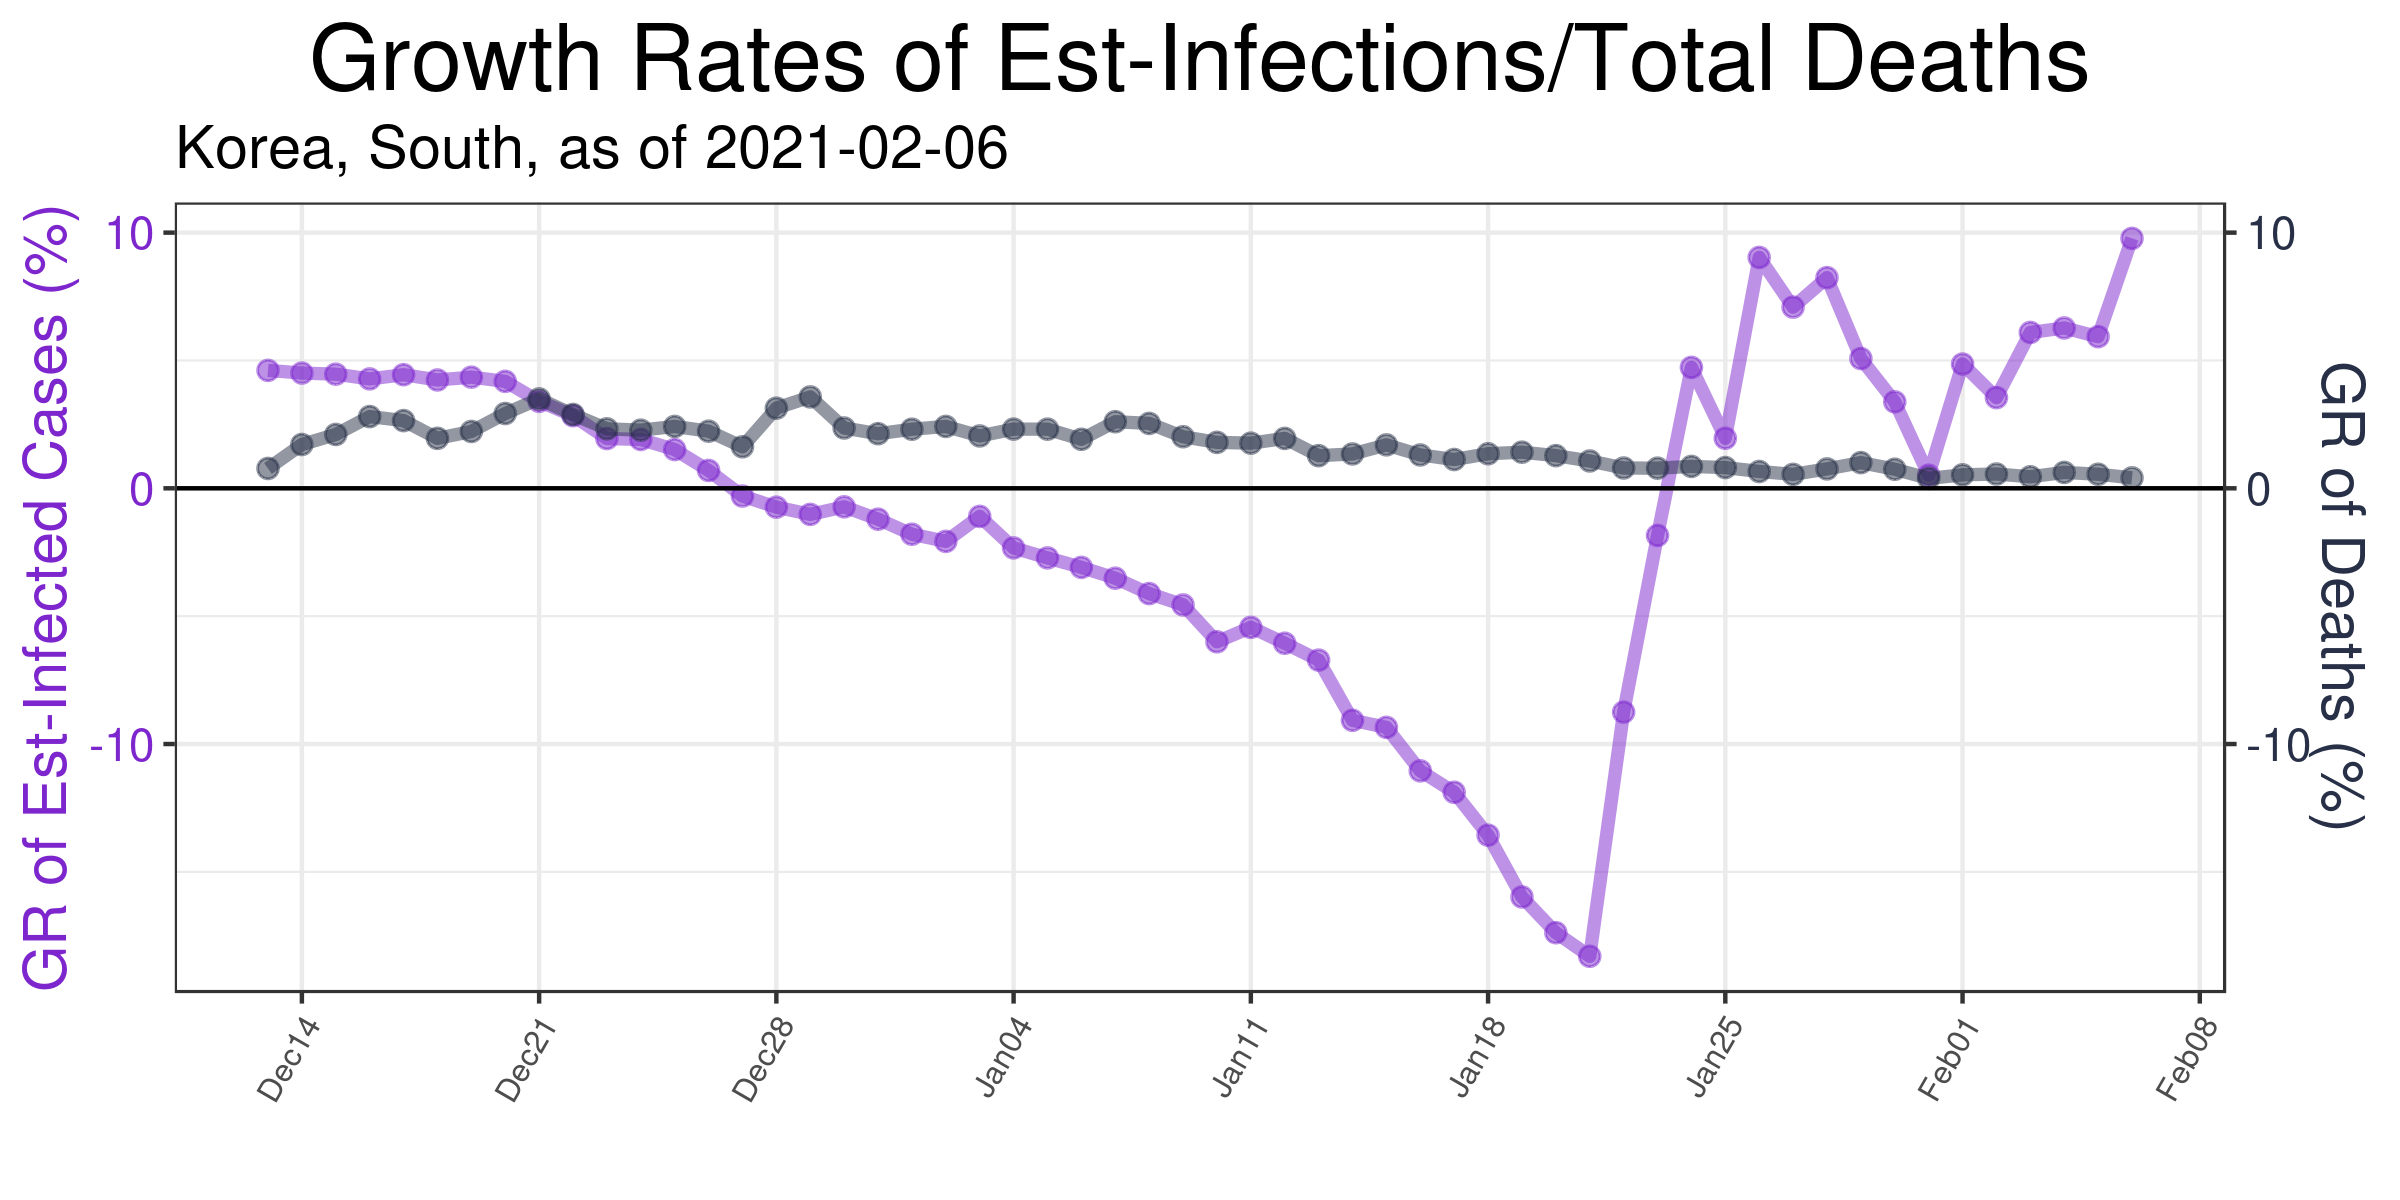 Growth Rates of Est-Infections/Total Deaths
Korea, South, as of 2021-02-06
GR of Est-Infected Cases (%)
10
0
-10
10
0
-10
GR of Deaths (%)
Dec14
Dec21
Dec28
Jan04
Jan11
Jan18
Jan25
Feb01
Feb08